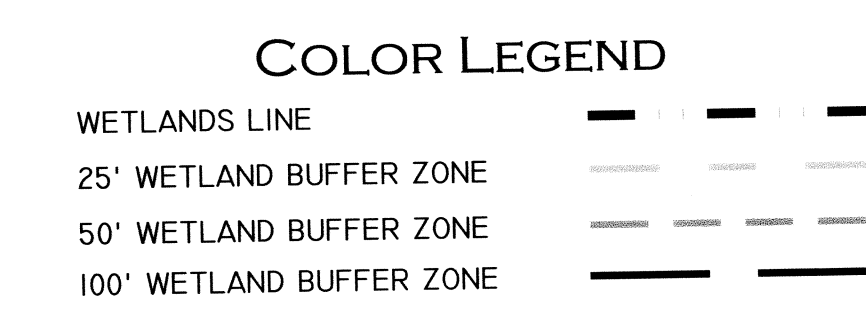 COLOR LEGEND
WETLANDS LINE
25' WETLAND BUFFER ZONE
50' WETLAND BUFFER ZONE
100' WETLAND BUFFER ZONE